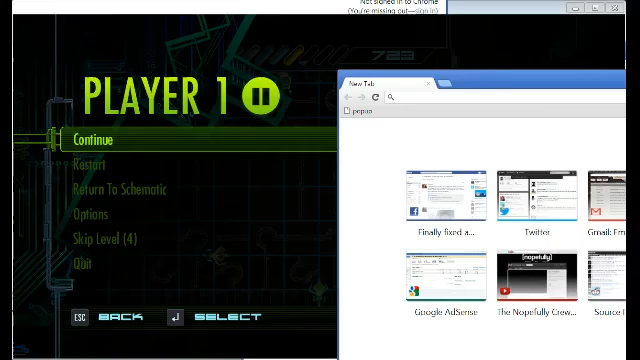 Not signed in to Chrome
(You're missing out—sign in)
723
PLAYER 1
New Tab
popup
Continue
Restart
Return To Schematic
Options
Skip Level (4)
Quit
ESC BACK SELECT
Finally fixed a...
Twitter
Gmail: Em
[nopefully]
Google AdSense
The Nopefully Crew...
Source